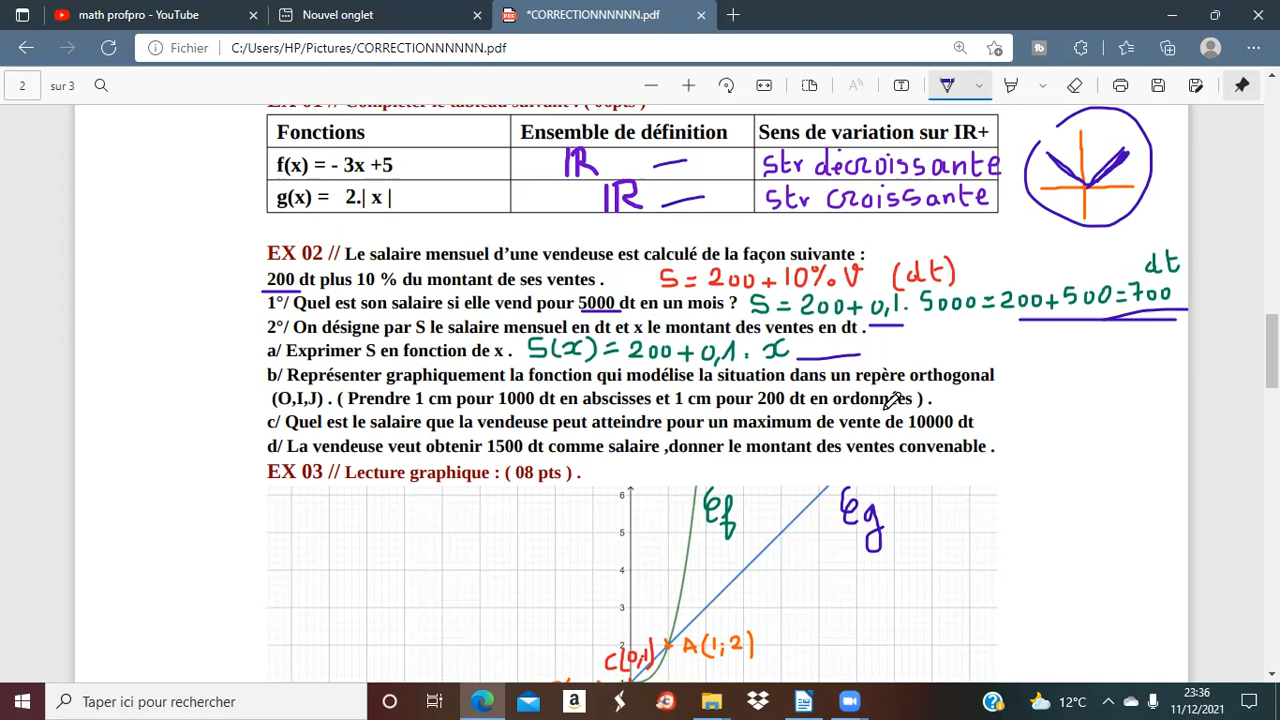 math profpro - YouTube
Nouvel onglet
*CORRECTIONNNNNN.pdf
Fichier
C:/Users/HP/Pictures/CORRECTIONNNNNN.pdf
2 sur 3
EX 01 // Compléter le tableau suivant : ( 06pts )
Fonctions Ensemble de définition Sens de variation sur IR+
f(x) = - 3x +5 IR str décroissante
g(x) = 2.| x | IR str croissante
EX 02 // Le salaire mensuel d’une vendeuse est calculé de la façon suivante :
200 dt plus 10 % du montant de ses ventes . S = 200 + 10% V (dt)
dt
1°/ Quel est son salaire si elle vend pour 5000 dt en un mois ? S = 200 + 0,1 . 5000 = 200 + 500 = 700
2°/ On désigne par S le salaire mensuel en dt et x le montant des ventes en dt .
a/ Exprimer S en fonction de x . S(x) = 200 + 0,1 . x
b/ Représenter graphiquement la fonction qui modélise la situation dans un repère orthogonal
(O,I,J) . ( Prendre 1 cm pour 1000 dt en abscisses et 1 cm pour 200 dt en ordonnées ) .
c/ Quel est le salaire que la vendeuse peut atteindre pour un maximum de vente de 10000 dt
d/ La vendeuse veut obtenir 1500 dt comme salaire ,donner le montant des ventes convenable .
EX 03 // Lecture graphique : ( 08 pts ) .
6
Cf
Cg
5
4
3
2
A(1;2)
C(0,1)
1
Taper ici pour rechercher
12°C
23:36
11/12/2021